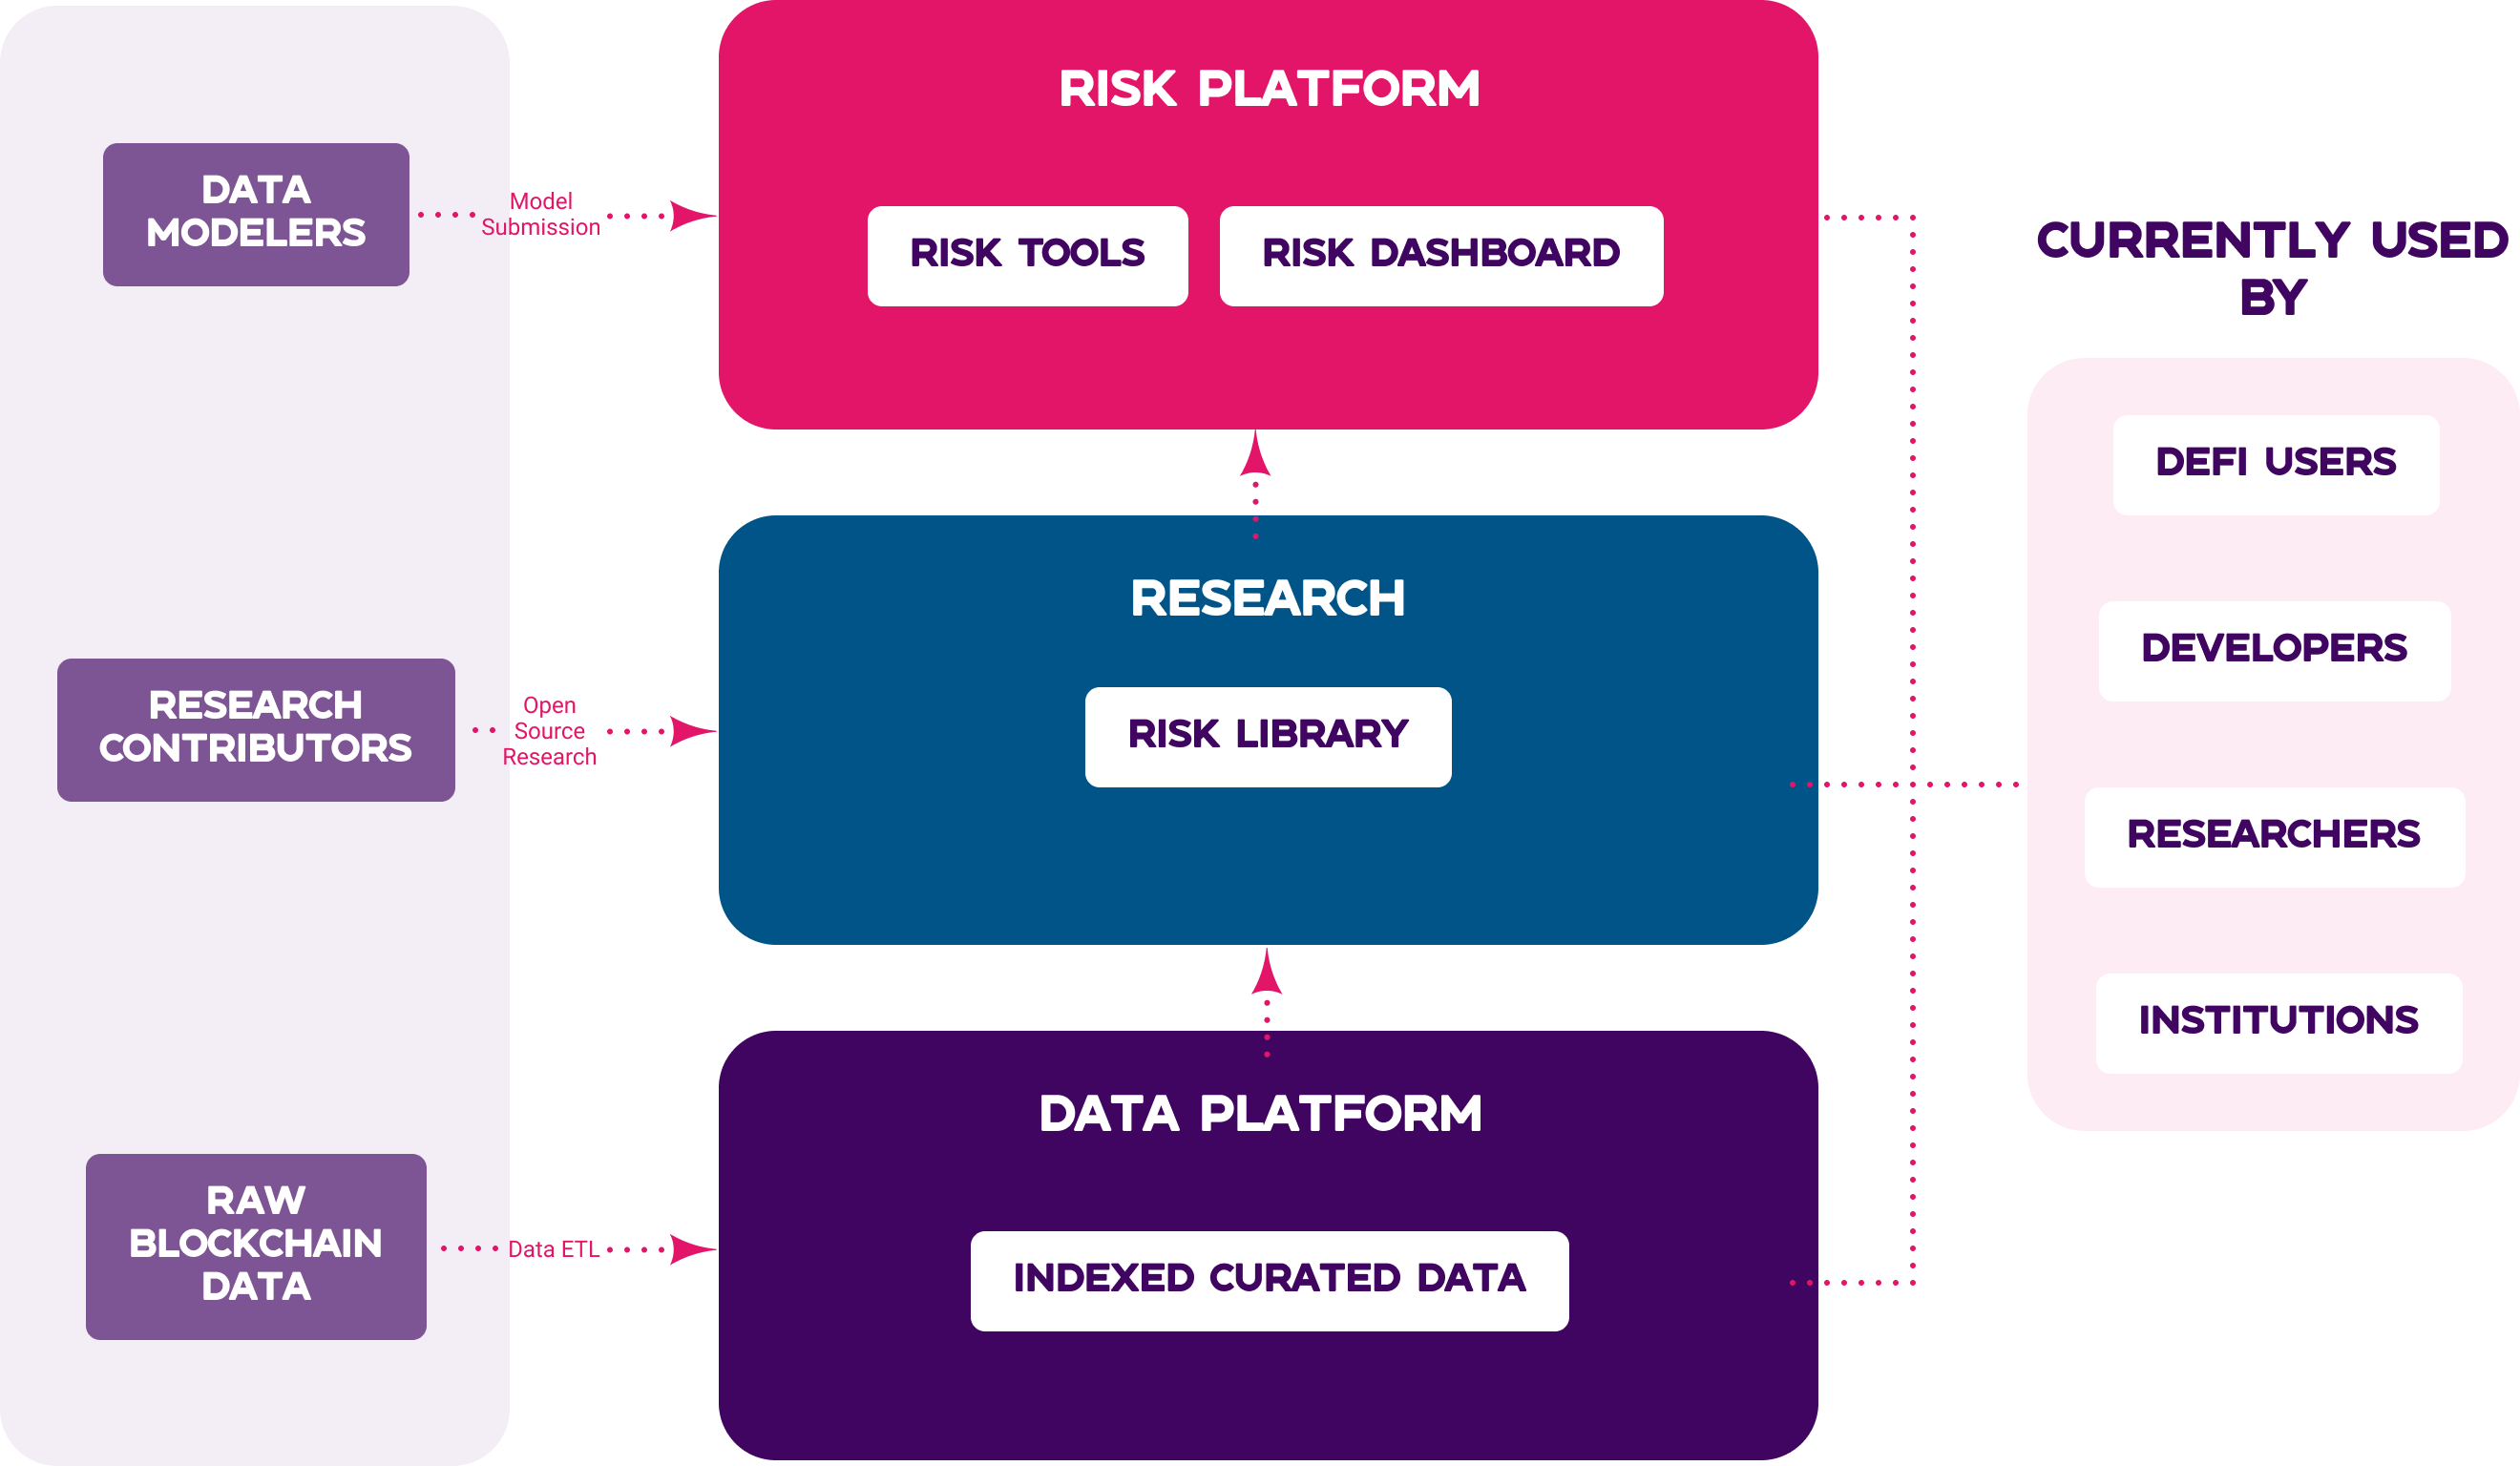 DATA
MODELERS
Model
Submission
RISK PLATFORM
RISK TOOLS
RISK DASHBOARD
RESEARCH
CONTRIBUTORS
Open
Source
Research
RESEARCH
RISK LIBRARY
RAW
BLOCKCHAIN
DATA
Data ETL
DATA PLATFORM
INDEXED CURATED DATA
CURRENTLY USED
BY
DEFI USERS
DEVELOPERS
RESEARCHERS
INSTITUTIONS